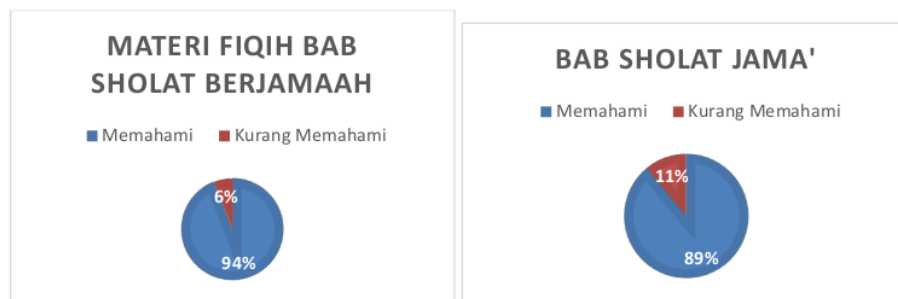 MATERI FIQIH BAB
SHOLAT BERJAMAAH
Memahami Kurang Memahami
6%
94%
BAB SHOLAT JAMA'
Memahami Kurang Memahami
11%
89%